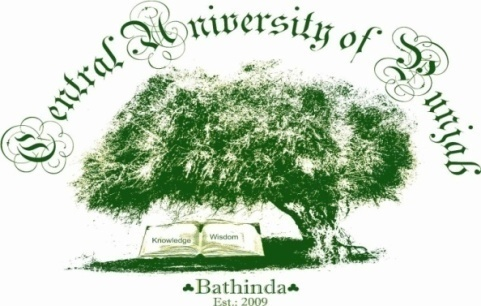 Central University of Punjab
Knowledge Wisdom
♣Bathinda♣
Est.: 2009